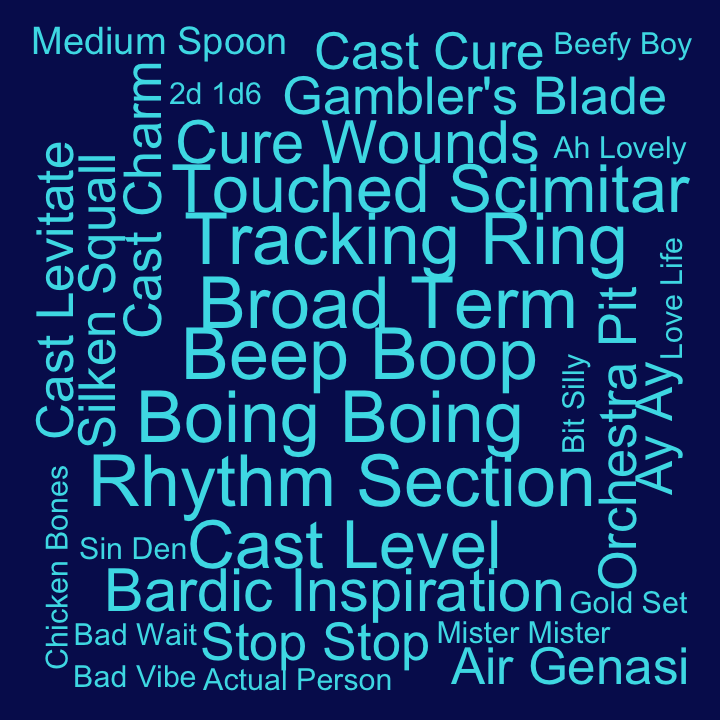 Medium Spoon
Cast Cure
Beefy Boy
2d 1d6
Gambler's Blade
Cast Charm
Cure Wounds
Ah Lovely
Cast Levitate
Silken Squall
Touched Scimitar
Tracking Ring
Love Life
Broad Term
Orchestra Pit
Beep Boop
Bit Silly
Ay Ay
Boing Boing
Rhythm Section
Chicken Bones
Cast Level
Sin Den
Bardic Inspiration
Gold Set
Bad Wait
Stop Stop
Mister Mister
Air Genasi
Bad Vibe
Actual Person